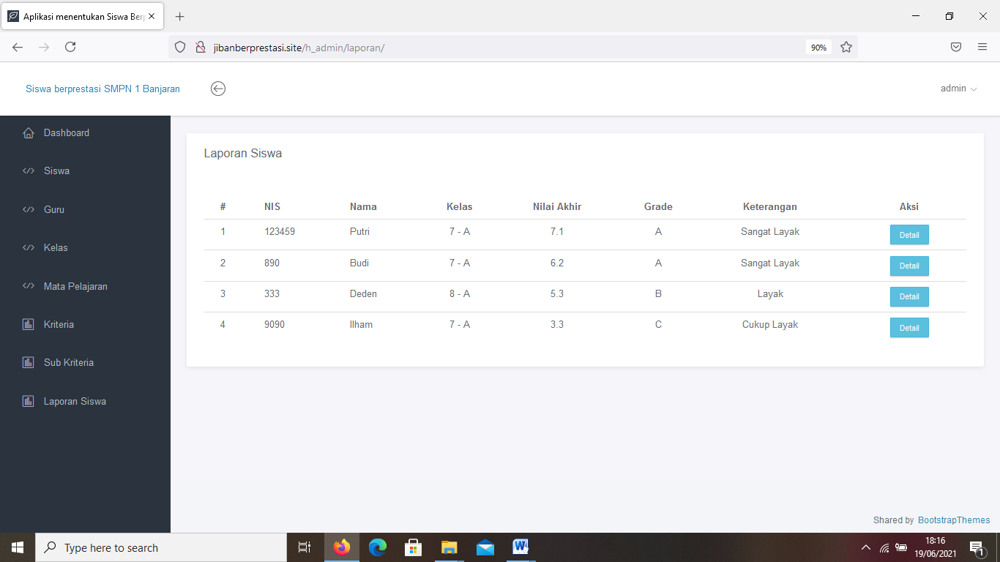 Aplikasi menentukan Siswa Berp
jibanberprestasi.site/h_admin/laporan/
90%
Siswa berprestasi SMPN 1 Banjaran
admin
Dashboard
Siswa
Guru
Kelas
Mata Pelajaran
Kriteria
Sub Kriteria
Laporan Siswa
Laporan Siswa
# NIS Nama Kelas Nilai Akhir Grade Keterangan Aksi
1 123459 Putri 7 - A 7.1 A Sangat Layak Detail
2 890 Budi 7 - A 6.2 A Sangat Layak Detail
3 333 Deden 8 - A 5.3 B Layak Detail
4 9090 Ilham 7 - A 3.3 C Cukup Layak Detail
Shared by BootstrapThemes
Type here to search
18:16
19/06/2021
1